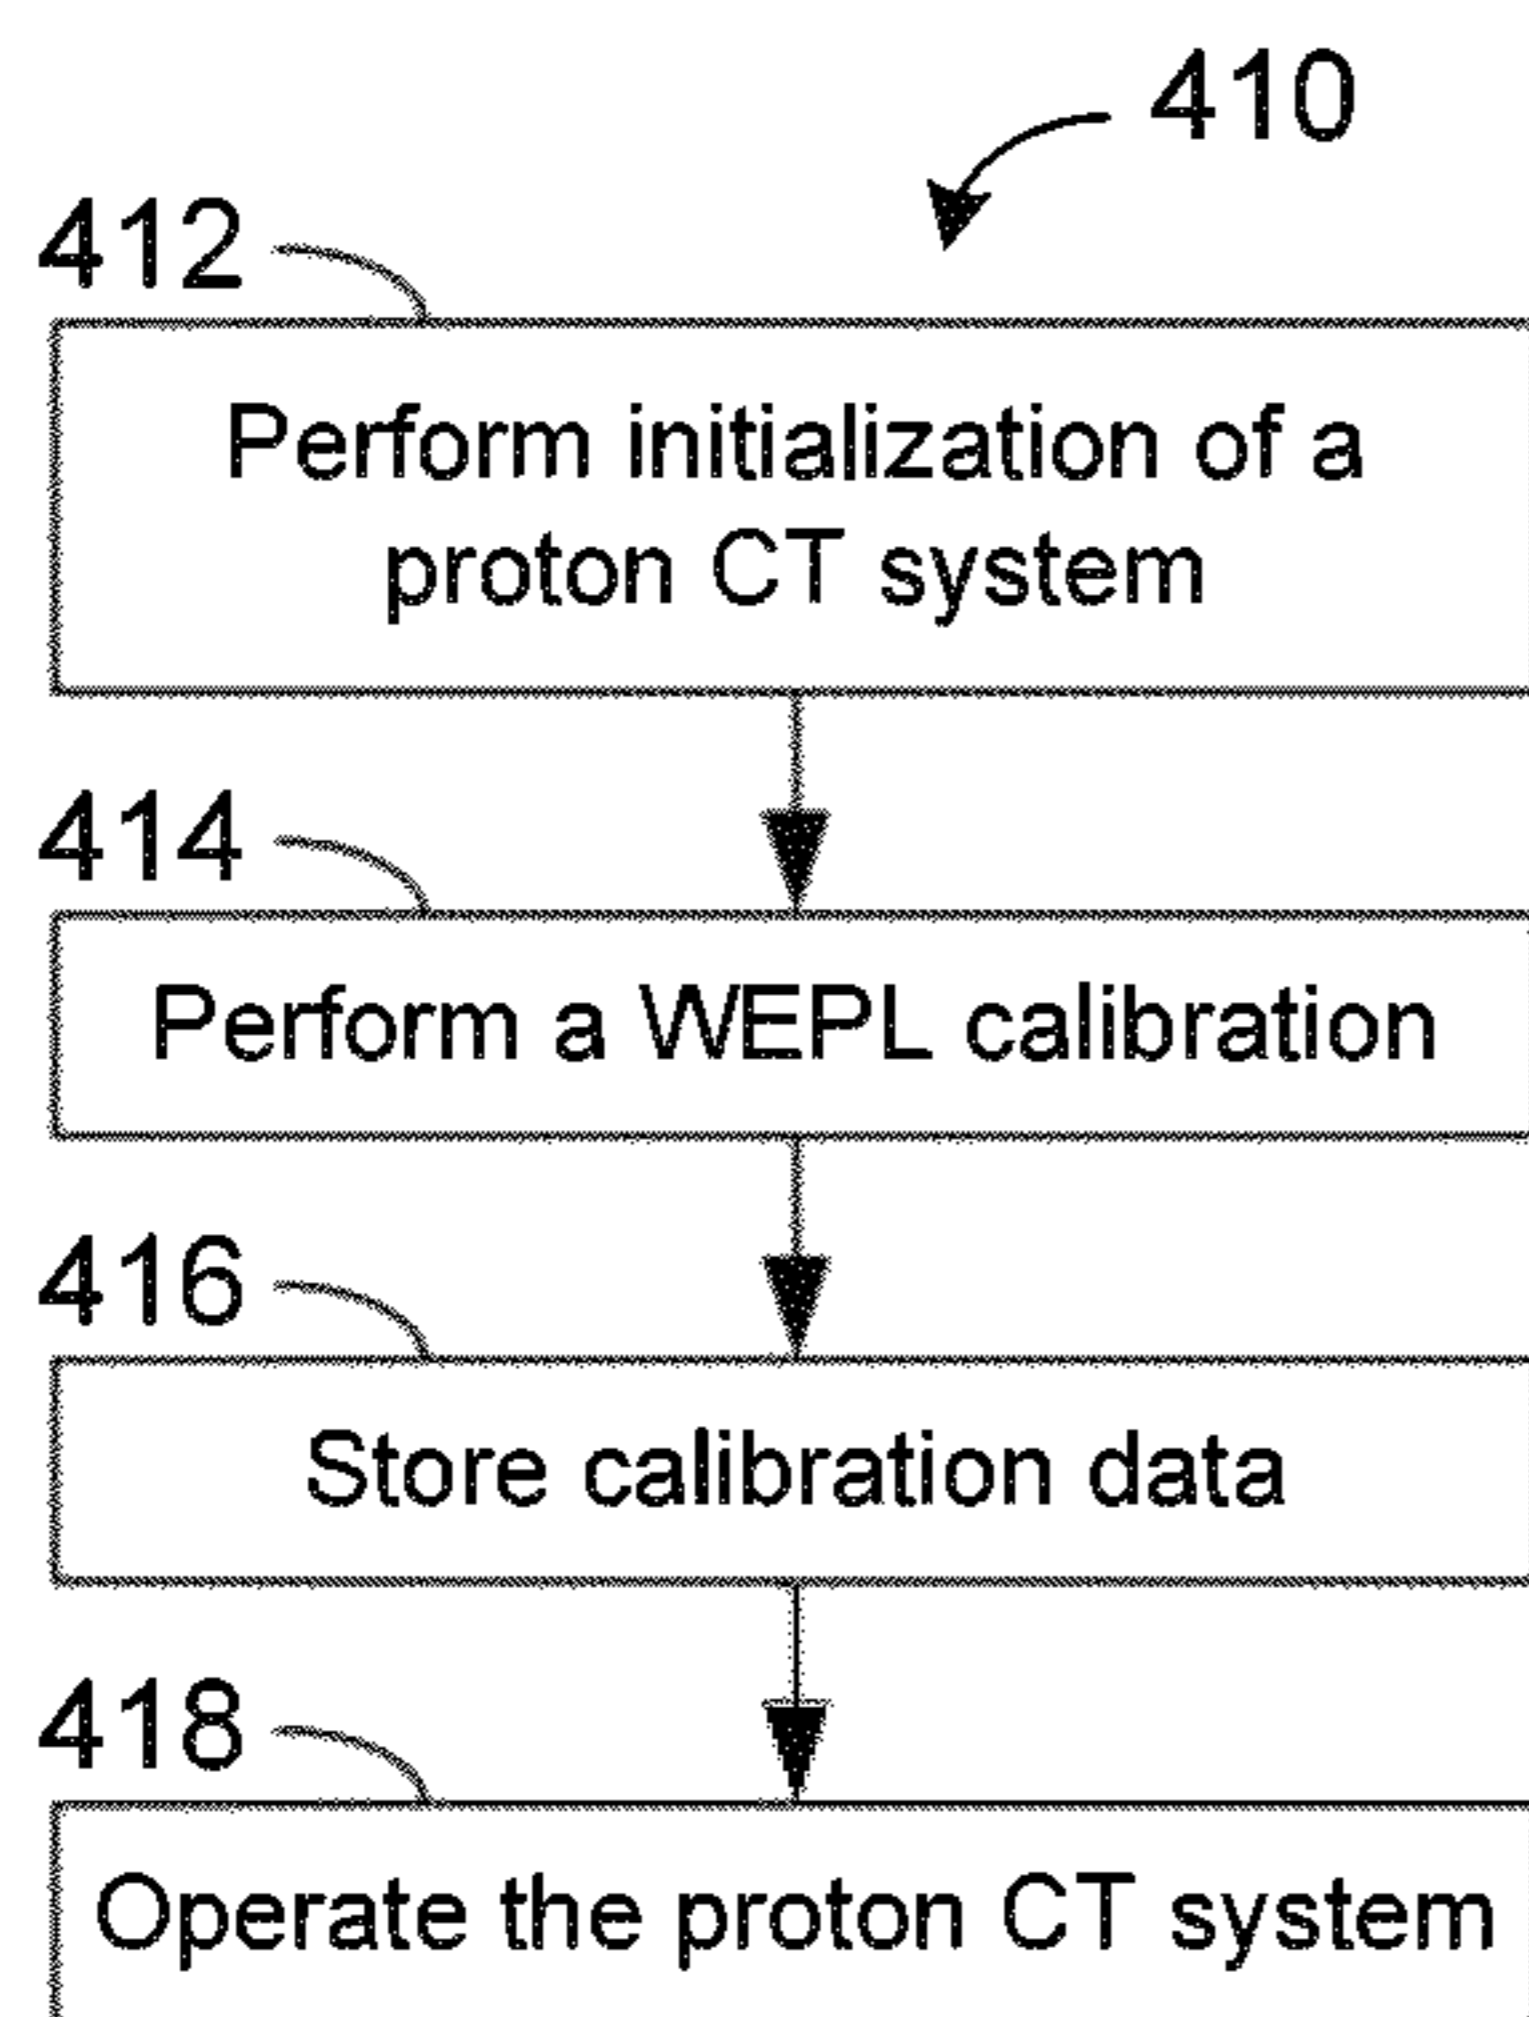 410
412
Perform initialization of a
proton CT system
414
Perform a WEPL calibration
416
Store calibration data
418
Operate the proton CT system